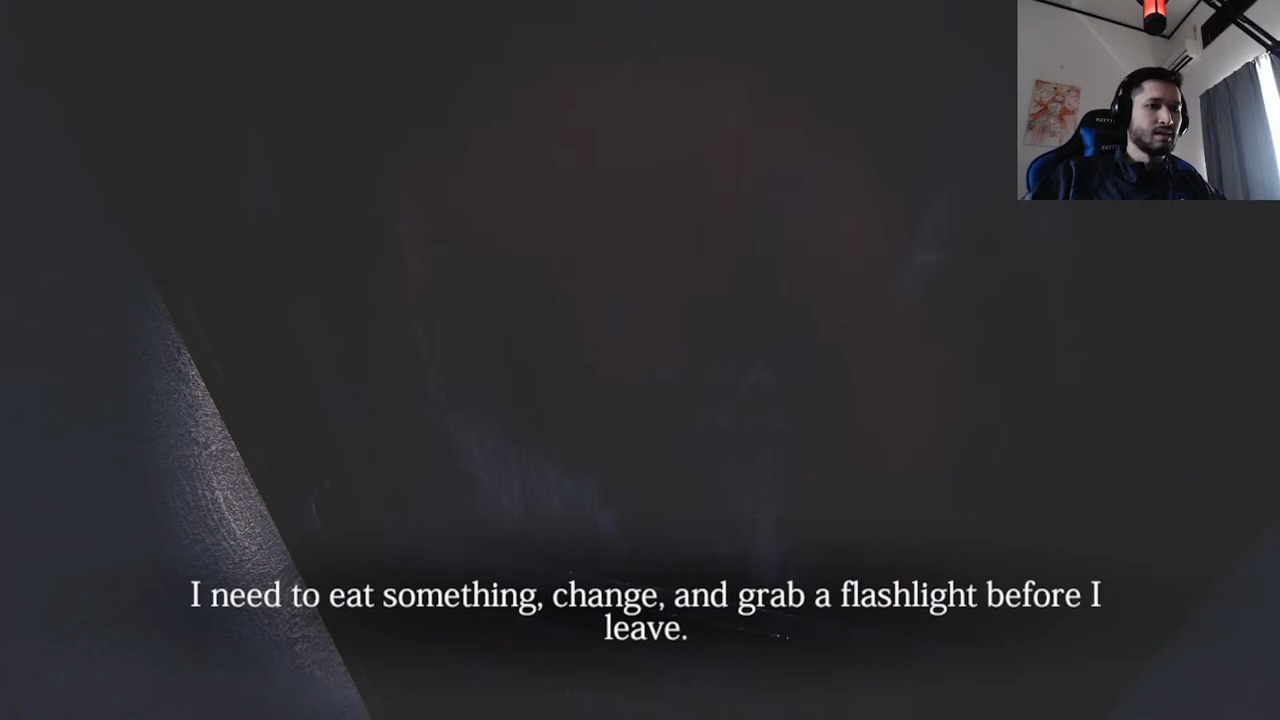 I need to eat something, change, and grab a flashlight before I
leave.